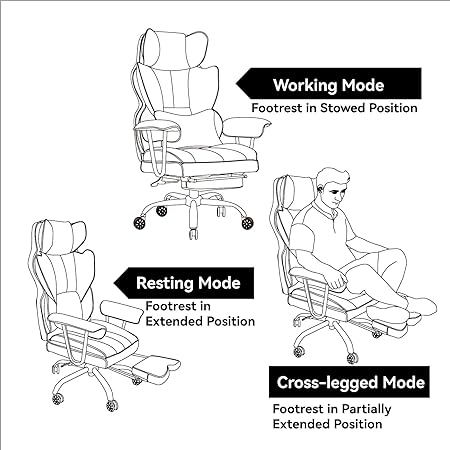 Working Mode
Footrest in Stowed Position
Resting Mode
Footrest in
Extended Position
Cross-legged Mode
Footrest in Partially
Extended Position